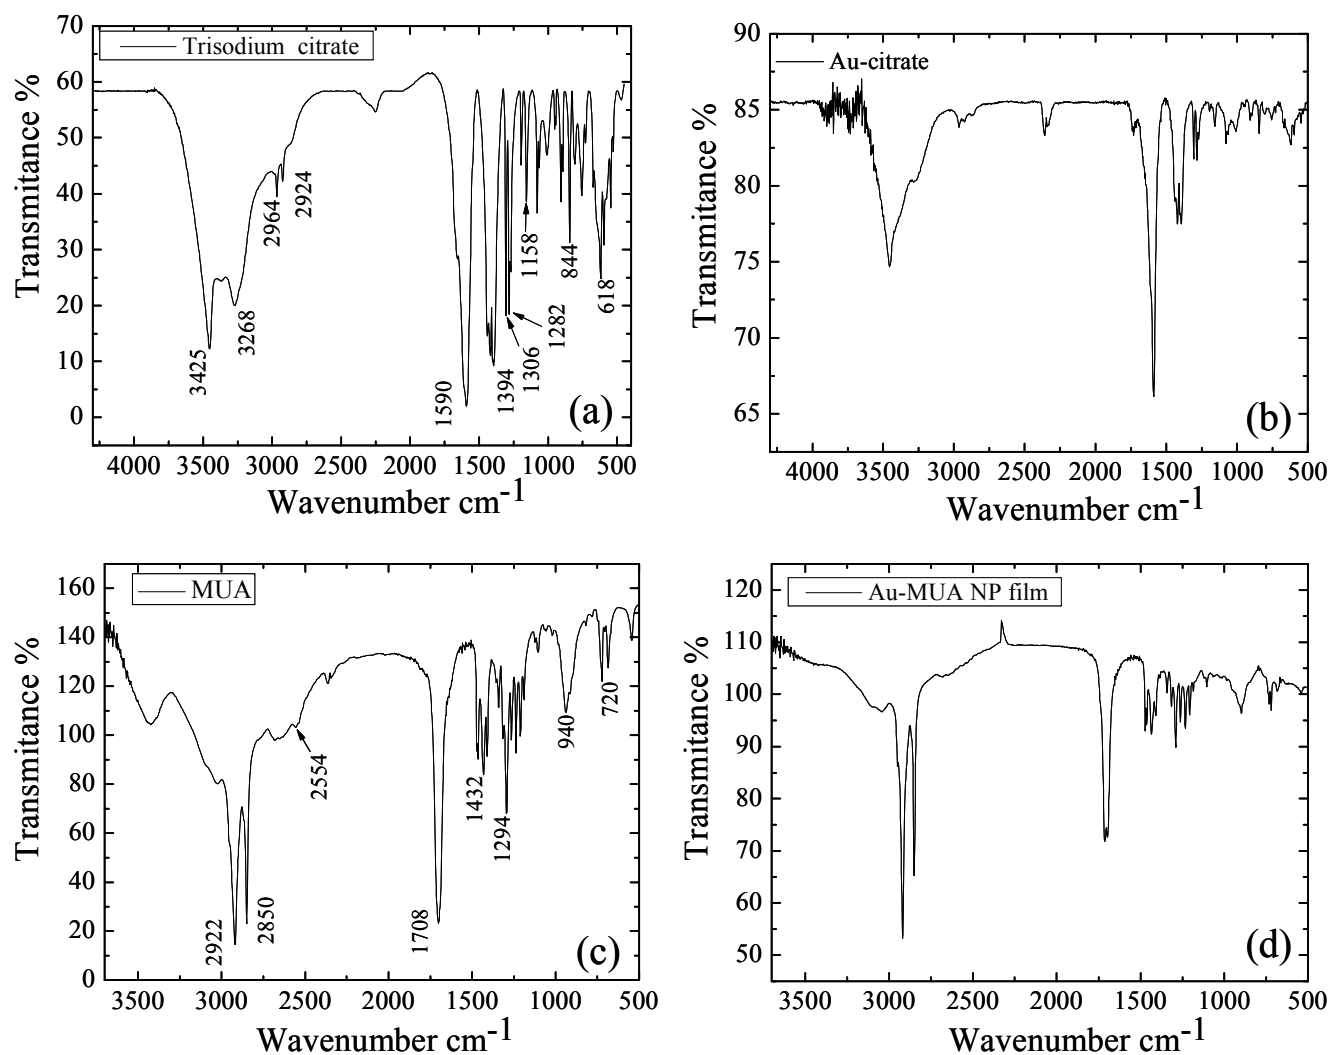 70
60
50
40
30
20
10
0
Transmitance %
Trisodium citrate
3425
3268
2964
2924
1590
1394
1306
1282
1158
844
618
(a)
4000 3500 3000 2500 2000 1500 1000 500
Wavenumber cm-1
90
85
80
75
70
65
Transmitance %
Au-citrate
(b)
4000 3500 3000 2500 2000 1500 1000 500
Wavenumber cm-1
160
140
120
100
80
60
40
20
0
Transmitance %
MUA
2922
2850
2554
1708
1432
1294
940
720
(c)
3500 3000 2500 2000 1500 1000 500
Wavenumber cm-1
120
110
100
90
80
70
60
50
Transmitance %
Au-MUA NP film
(d)
3500 3000 2500 2000 1500 1000 500
Wavenumber cm-1